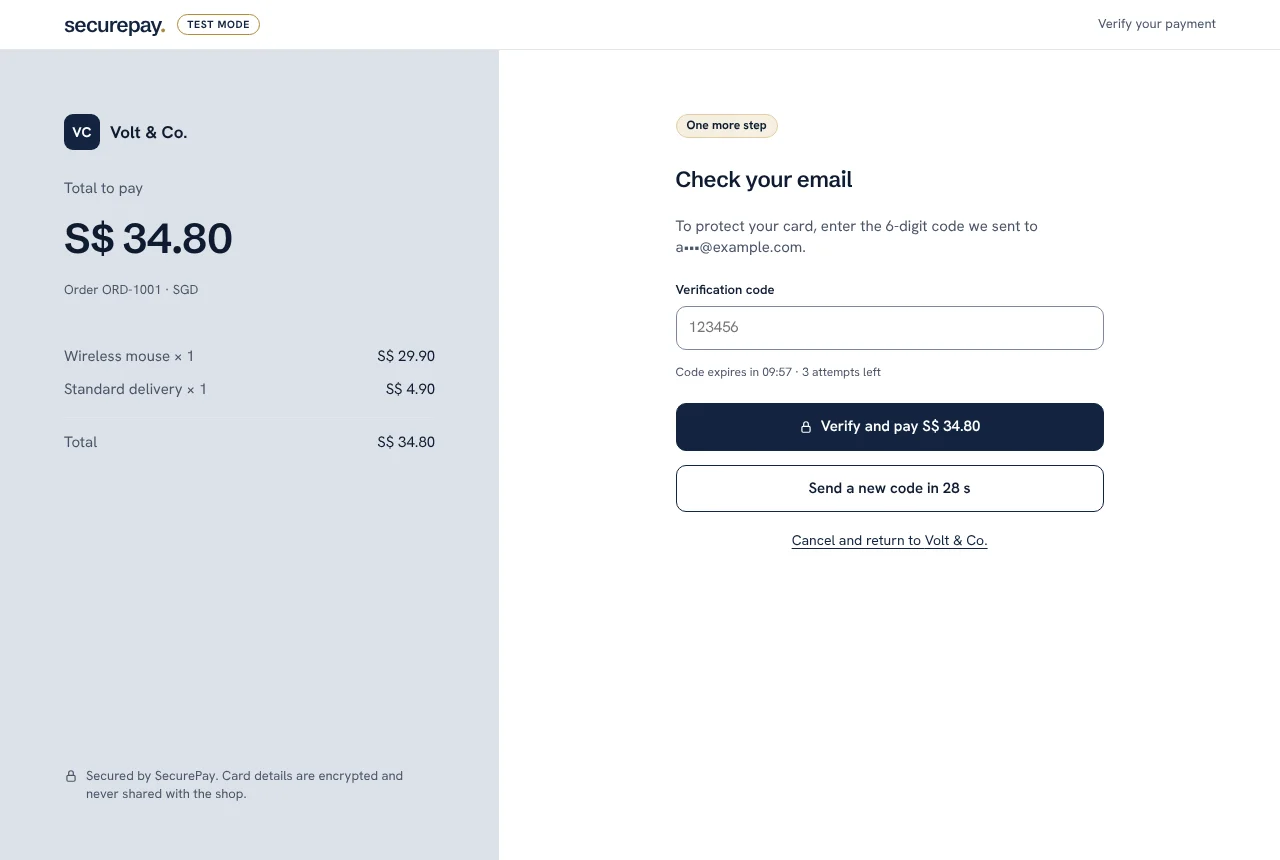 securepay.
TEST MODE
Verify your payment
VC
Volt & Co.
Total to pay
S$ 34.80
Order ORD-1001 · SGD
Wireless mouse × 1
S$ 29.90
Standard delivery × 1
S$ 4.90
Total
S$ 34.80
Secured by SecurePay. Card details are encrypted and
never shared with the shop.
One more step
Check your email
To protect your card, enter the 6-digit code we sent to
a▪▪▪@example.com.
Verification code
123456
Code expires in 09:57 · 3 attempts left
Verify and pay S$ 34.80
Send a new code in 28 s
Cancel and return to Volt & Co.